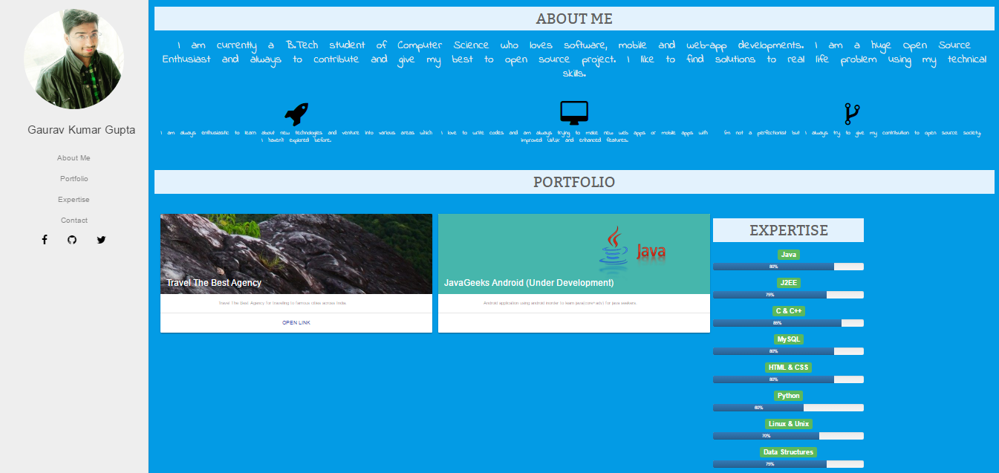 Gaurav Kumar Gupta
About Me
Portfolio
Expertise
Contact
ABOUT ME
I am currently a B.Tech student of Computer Science who loves software, mobile and web-app developments. I am a huge Open Source
Enthusiast and always to contribute and give my best to open source project. I like to find solutions to real life problem using my technical
skills.
I am always enthusiastic to learn about new technologies and venture into various areas which
I haven't explored before.
I love to write codes and am always trying to make new web apps or mobile apps with
improved UI/UX and enhanced features.
I'm not a perfectionist but I always try to give my contribution to open source society.
PORTFOLIO
Travel The Best Agency
Travel The Best Agency for travelling to famous cities across India.
OPEN LINK
Java
JavaGeeks Android (Under Development)
Android application using android inorder to learn java(core+adv) for java seekers.
EXPERTISE
Java
80%
J2EE
75%
C & C++
85%
MySQL
80%
HTML & CSS
80%
Python
60%
Linux & Unix
70%
Data Structures
75%